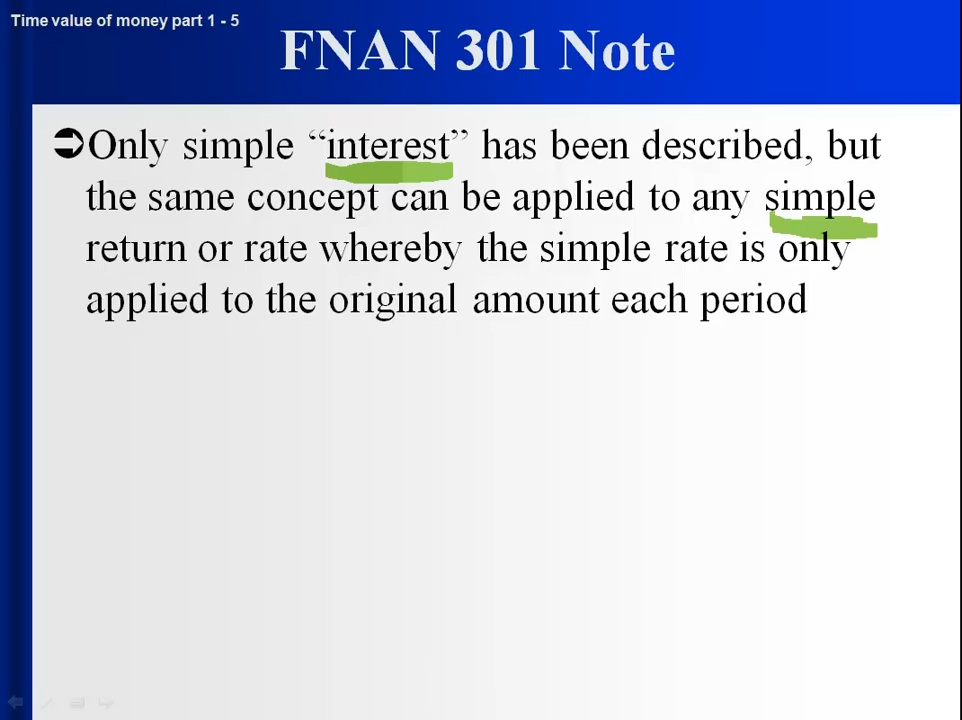 Time value of money part 1 - 5
FNAN 301 Note
Only simple “interest” has been described, but
the same concept can be applied to any simple
return or rate whereby the simple rate is only
applied to the original amount each period